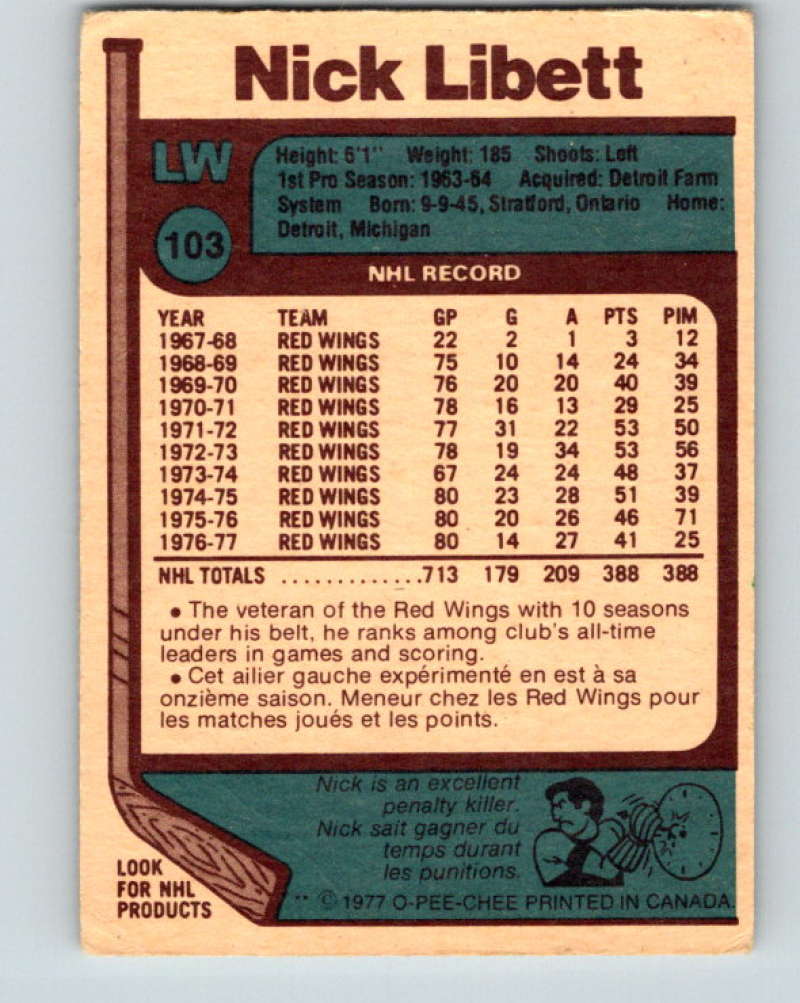 Nick Libett
LW
Height: 6'1" Weight: 185 Shoots: Left
1st Pro Season: 1963-64 Acquired: Detroit Farm
System Born: 9-9-45, Stratford, Ontario Home:
Detroit, Michigan
103
NHL RECORD
YEAR TEAM GP G A PTS PIM
1967-68 RED WINGS 22 2 1 3 12
1968-69 RED WINGS 75 10 14 24 34
1969-70 RED WINGS 76 20 20 40 39
1970-71 RED WINGS 78 16 13 29 25
1971-72 RED WINGS 77 31 22 53 50
1972-73 RED WINGS 78 19 34 53 56
1973-74 RED WINGS 67 24 24 48 37
1974-75 RED WINGS 80 23 28 51 39
1975-76 RED WINGS 80 20 26 46 71
1976-77 RED WINGS 80 14 27 41 25
NHL TOTALS ..............713 179 209 388 388
• The veteran of the Red Wings with 10 seasons
under his belt, he ranks among club's all-time
leaders in games and scoring.
• Cet ailier gauche expérimenté en est à sa
onzième saison. Meneur chez les Red Wings pour
les matches joués et les points.
Nick is an excellent
penalty killer.
Nick sait gagner du
temps durant
les punitions.
LOOK
FOR NHL
PRODUCTS
** © 1977 O-PEE-CHEE PRINTED IN CANADA.